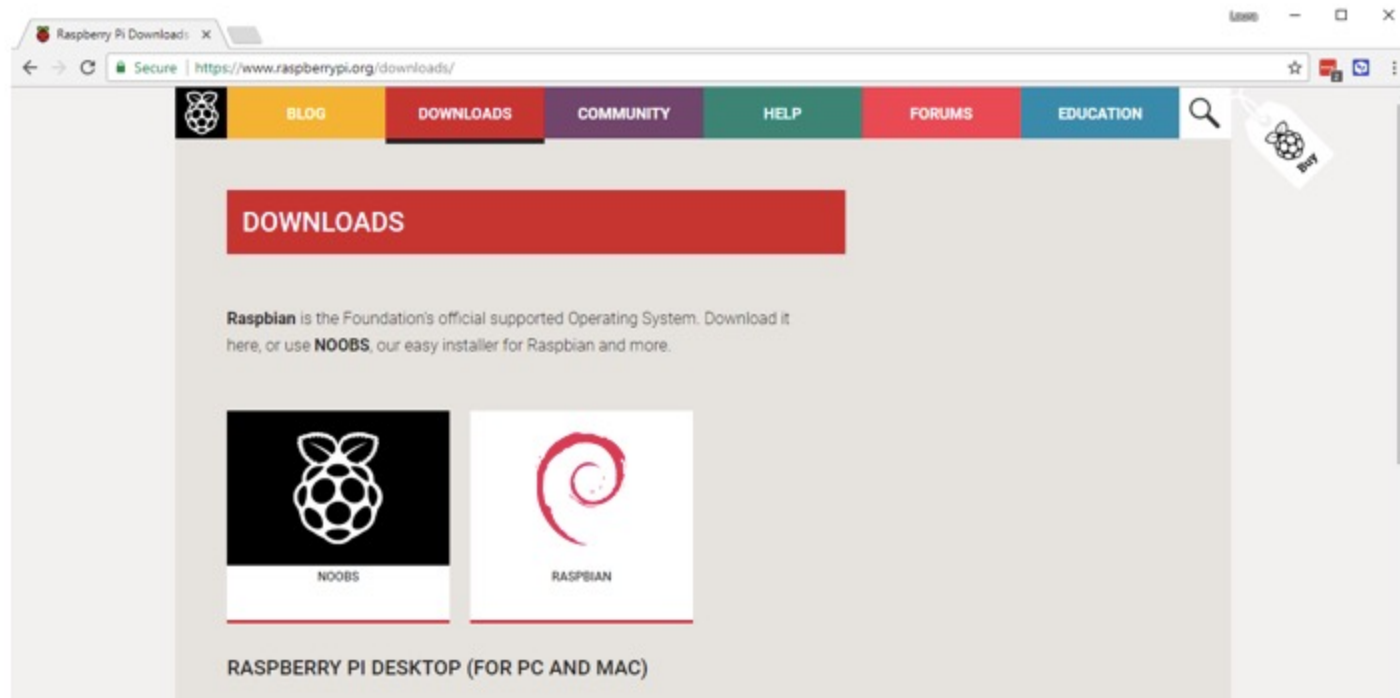 Raspberry Pi Downloads
Secure | https://www.raspberrypi.org/downloads/
BLOG DOWNLOADS COMMUNITY HELP FORUMS EDUCATION
Buy
DOWNLOADS
Raspbian is the Foundation's official supported Operating System. Download it
here, or use NOOBS, our easy installer for Raspbian and more.
NOOBS RASPBIAN
RASPBERRY PI DESKTOP (FOR PC AND MAC)